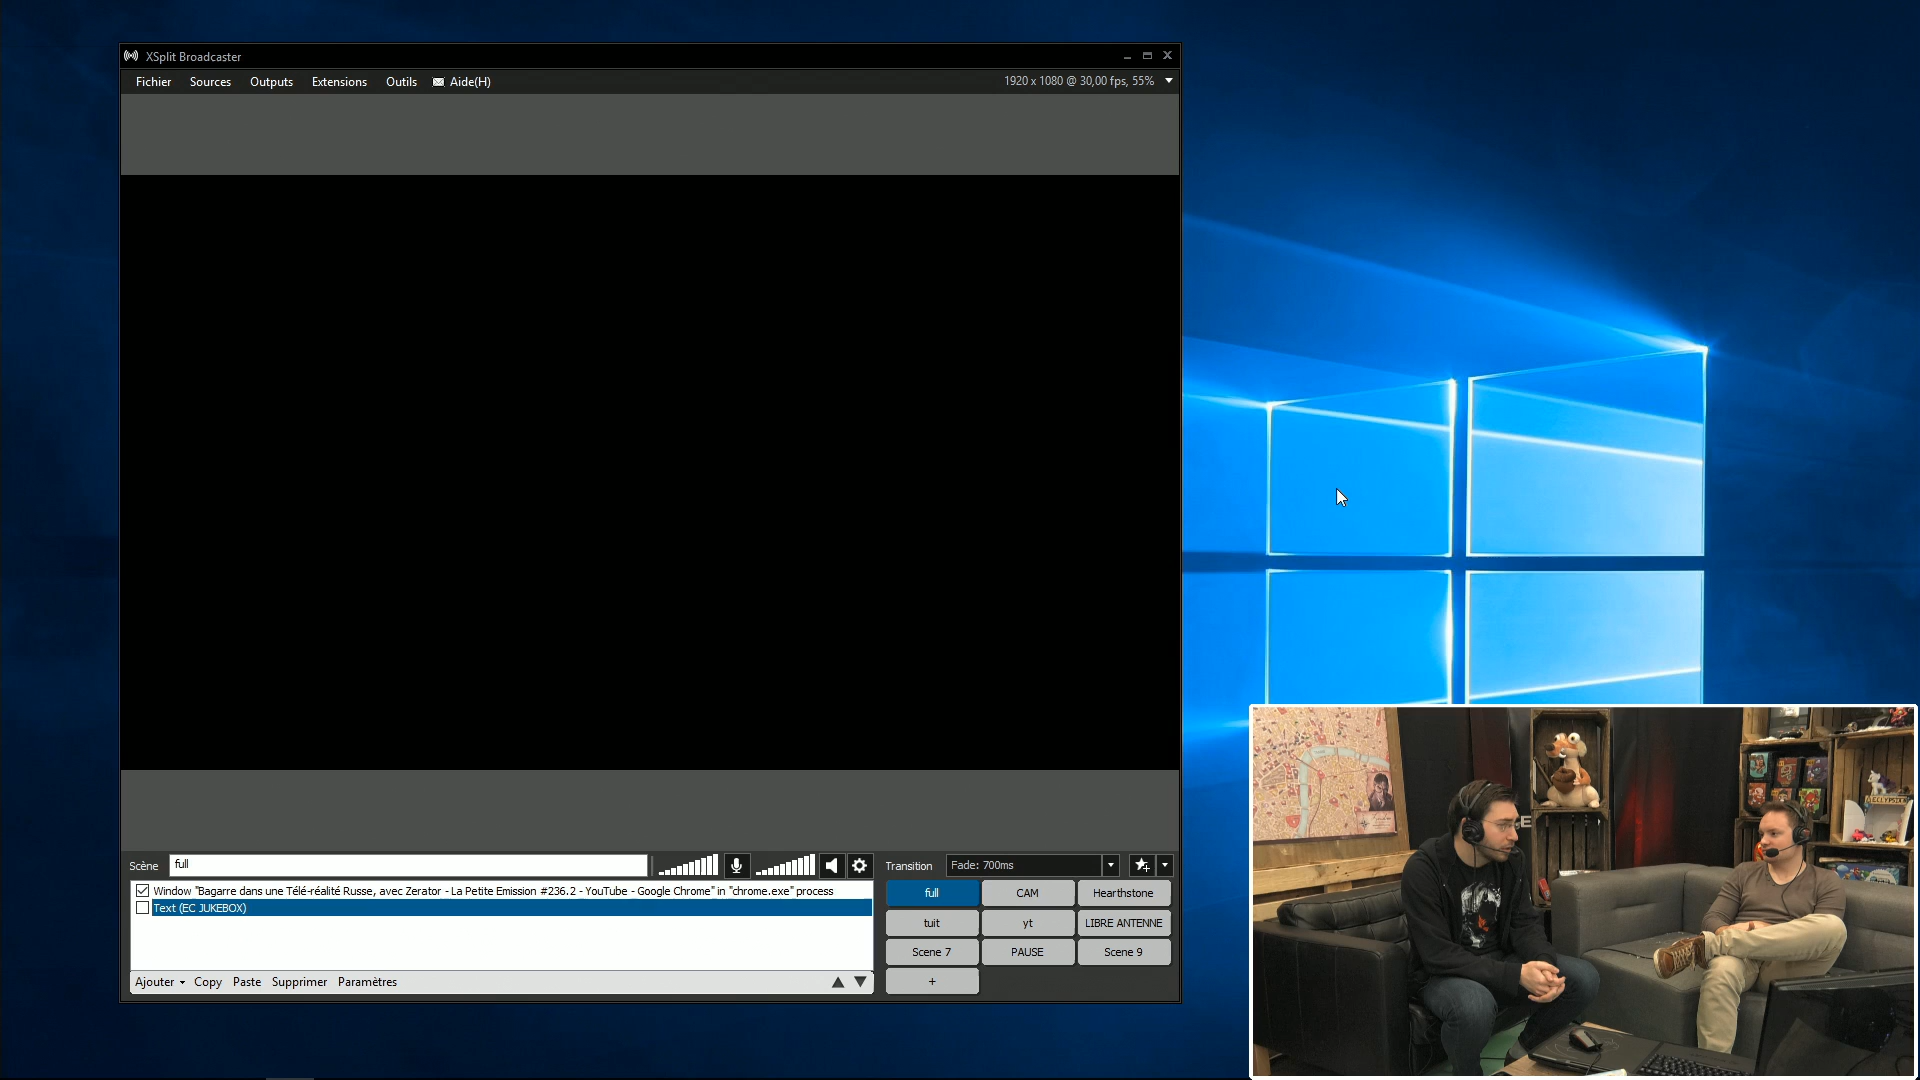 XSplit Broadcaster
Fichier Sources Outputs Extensions Outils Aide(H) 1920 x 1080 @ 30,00 fps, 55%
Scène full Transition Fade: 700ms
Window "Bagarre dans une Télé-réalité Russe, avec Zerator - La Petite Emission #236.2 - YouTube - Google Chrome" in "chrome.exe" process
Text (EC JUKEBOX)
full CAM Hearthstone
tuit yt LIBRE ANTENNE
Scene 7 PAUSE Scene 9
+
Ajouter Copy Paste Supprimer Paramètres